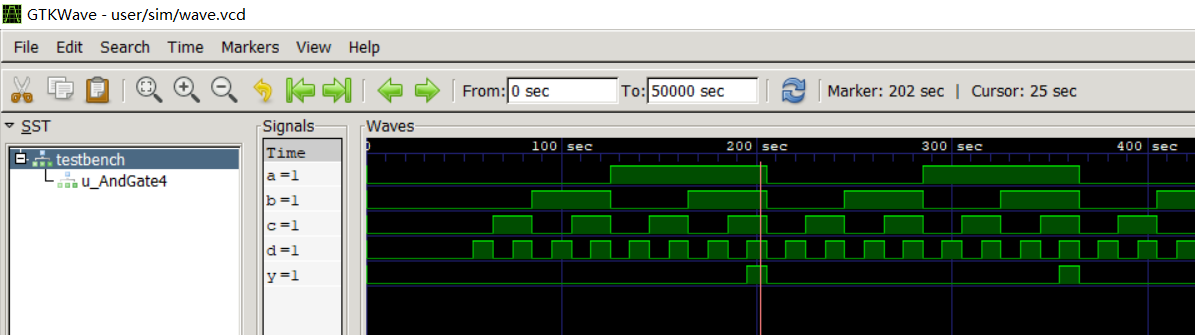 GTKWave - user/sim/wave.vcd
File Edit Search Time Markers View Help
From: 0 sec To: 50000 sec Marker: 202 sec | Cursor: 25 sec
SST
testbench
u_AndGate4
Signals
Time
a=1
b=1
c=1
d=1
y=1
Waves
0 100 sec 200 sec 300 sec 400 sec